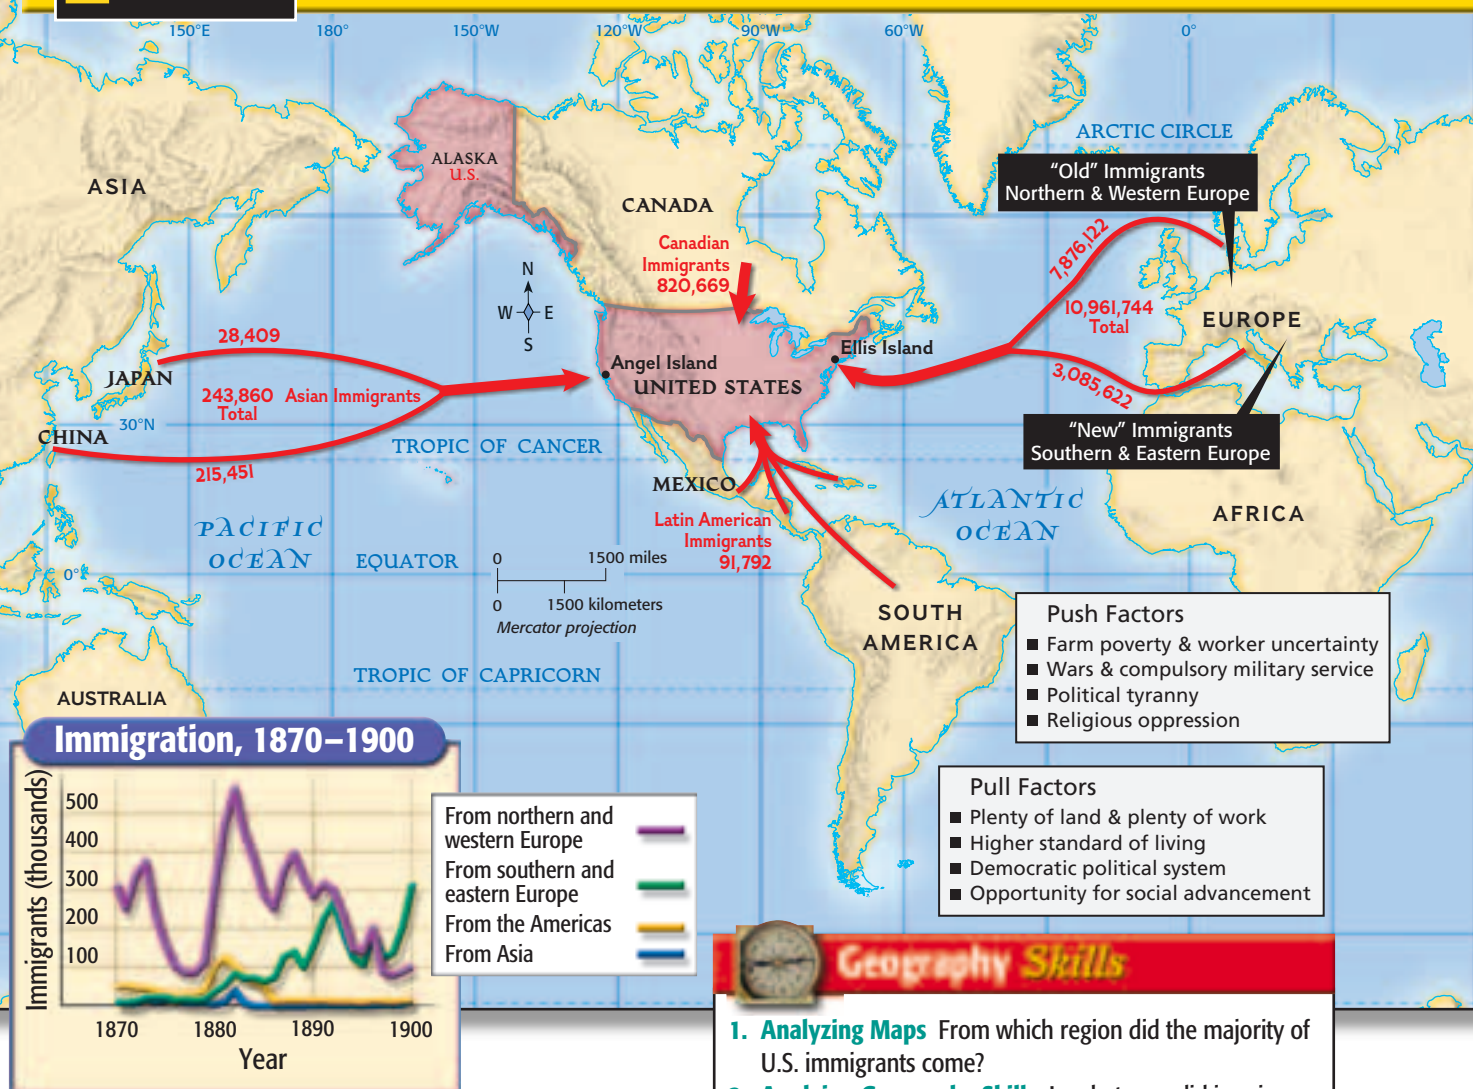 150°E
180°
150°W
120°W
90°W
60°W
0°
ARCTIC CIRCLE
ASIA
ALASKA
U.S.
CANADA
Canadian
Immigrants
820,669
"Old" Immigrants
Northern & Western Europe
7,876,122
10,961,744
Total
EUROPE
3,085,622
"New" Immigrants
Southern & Eastern Europe
N
W
E
S
28,409
JAPAN
243,860
Total
Asian Immigrants
CHINA
30°N
215,451
Angel Island
Ellis Island
UNITED STATES
TROPIC OF CANCER
MEXICO
Latin American
Immigrants
91,792
PACIFIC
OCEAN
ATLANTIC
OCEAN
AFRICA
0°
EQUATOR
0
1500 miles
0
1500 kilometers
Mercator projection
SOUTH
AMERICA
TROPIC OF CAPRICORN
AUSTRALIA
Push Factors
Farm poverty & worker uncertainty
Wars & compulsory military service
Political tyranny
Religious oppression
Pull Factors
Plenty of land & plenty of work
Higher standard of living
Democratic political system
Opportunity for social advancement
Immigration, 1870–1900
Immigrants (thousands)
500
400
300
200
100
1870
1880
1890
1900
Year
From northern and
western Europe
From southern and
eastern Europe
From the Americas
From Asia
Geography Skills
1. Analyzing Maps From which region did the majority of
U.S. immigrants come?